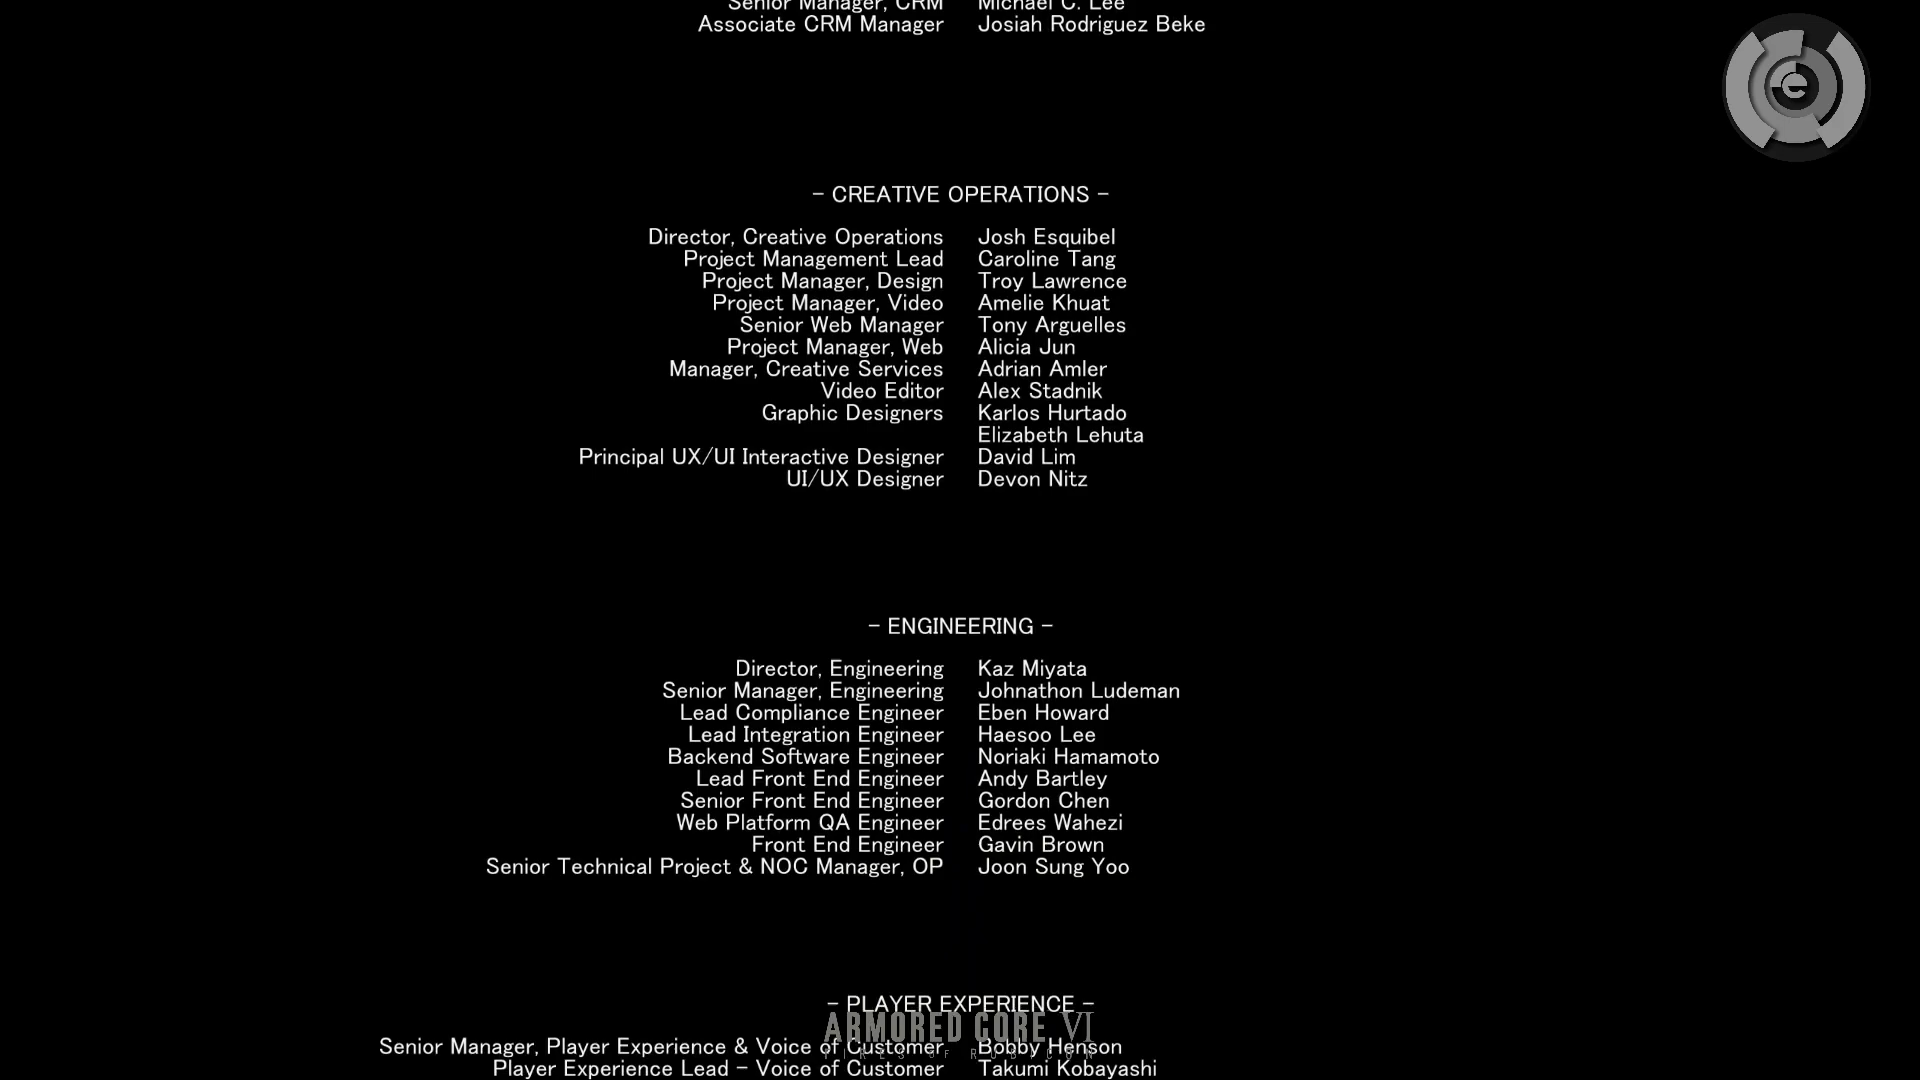 Senior Manager, CRM Michael C. Lee
Associate CRM Manager Josiah Rodriguez Beke
e
– CREATIVE OPERATIONS –
Director, Creative Operations Josh Esquibel
Project Management Lead Caroline Tang
Project Manager, Design Troy Lawrence
Project Manager, Video Amelie Khuat
Senior Web Manager Tony Arguelles
Project Manager, Web Alicia Jun
Manager, Creative Services Adrian Amler
Video Editor Alex Stadnik
Graphic Designers Karlos Hurtado
Elizabeth Lehuta
Principal UX/UI Interactive Designer David Lim
UI/UX Designer Devon Nitz
– ENGINEERING –
Director, Engineering Kaz Miyata
Senior Manager, Engineering Johnathon Ludeman
Lead Compliance Engineer Eben Howard
Lead Integration Engineer Haesoo Lee
Backend Software Engineer Noriaki Hamamoto
Lead Front End Engineer Andy Bartley
Senior Front End Engineer Gordon Chen
Web Platform QA Engineer Edrees Wahezi
Front End Engineer Gavin Brown
Senior Technical Project & NOC Manager, OP Joon Sung Yoo
– PLAYER EXPERIENCE –
ARMORED CORE VI
FIRES OF RUBICON
Senior Manager, Player Experience & Voice of Customer Bobby Henson
Player Experience Lead – Voice of Customer Takumi Kobayashi